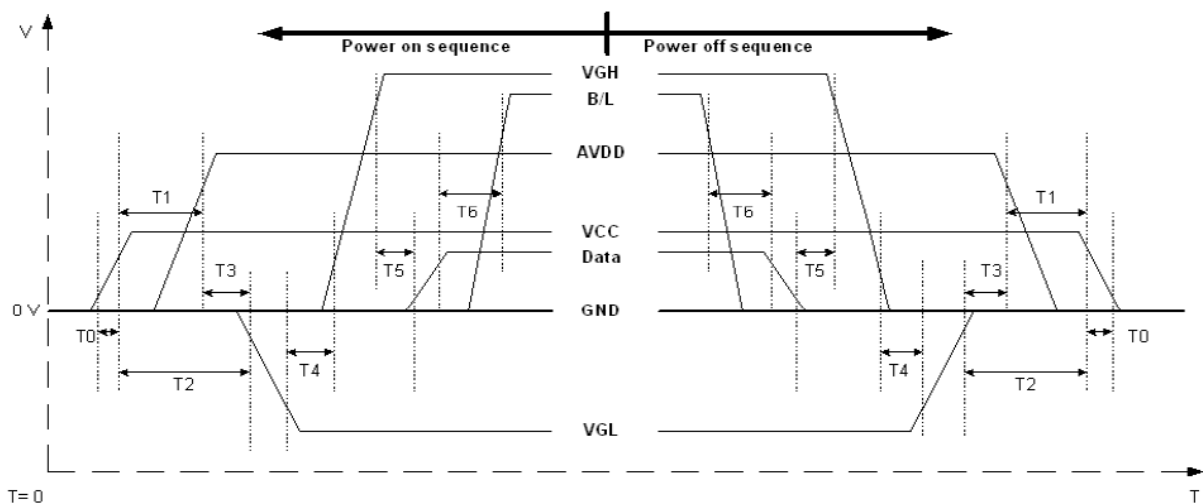 V
Power on sequence
Power off sequence
VGH
B/L
AVDD
T1
T1
T6
T6
VCC
Data
T5
T5
T3
T3
0 V
GND
T0
T0
T4
T4
T2
T2
VGL
T= 0
T